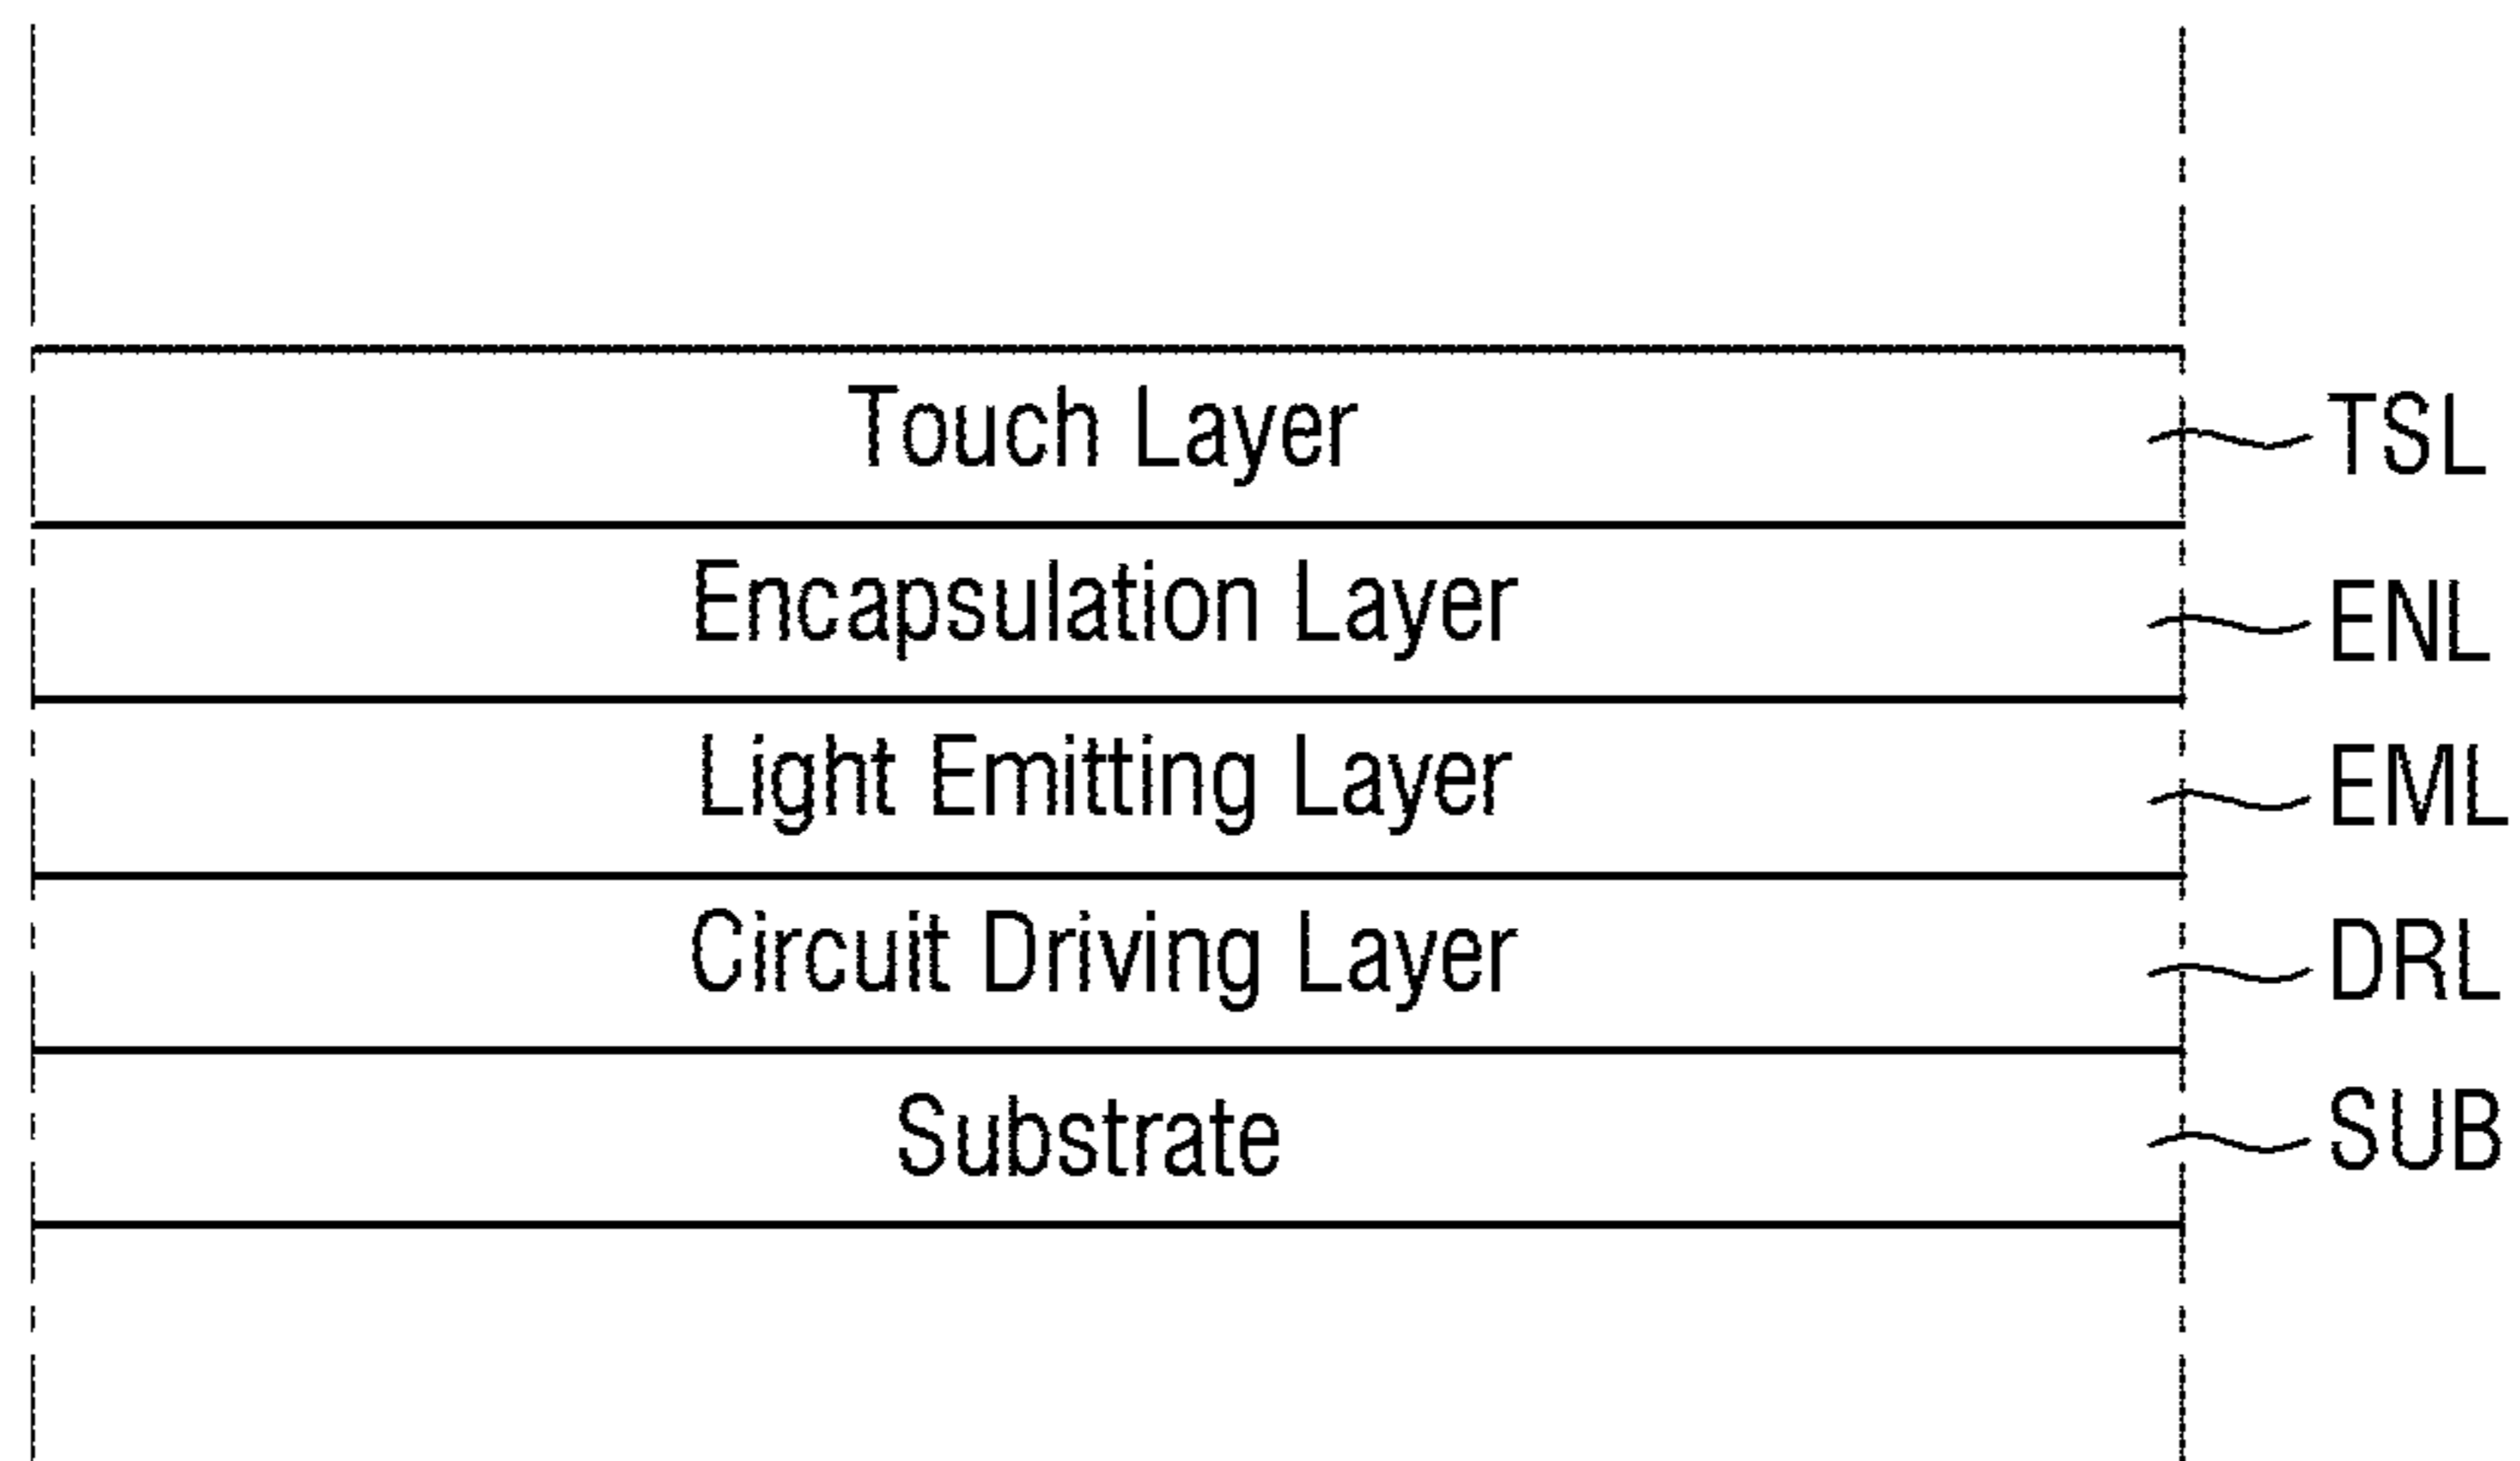 Touch Layer TSL
Encapsulation Layer ENL
Light Emitting Layer EML
Circuit Driving Layer DRL
Substrate SUB